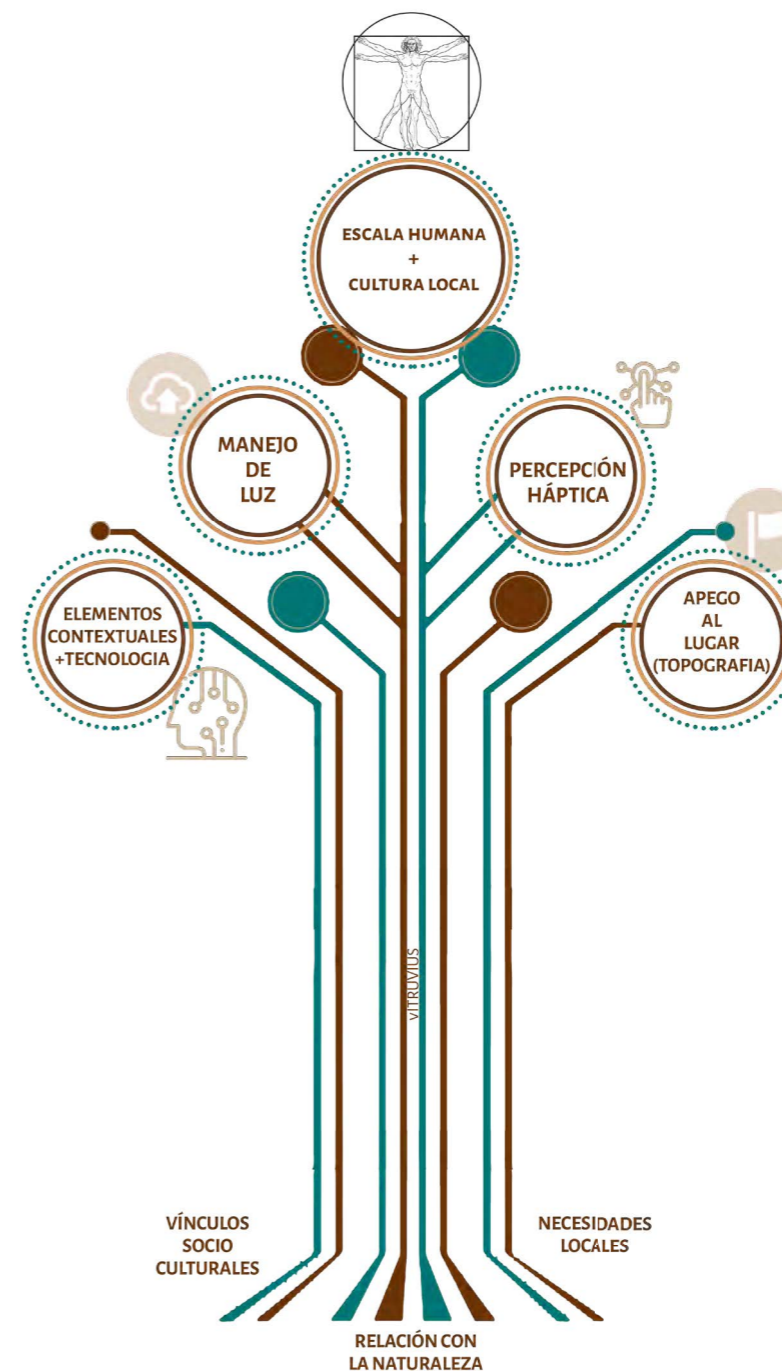 ESCALA HUMANA
+
CULTURA LOCAL
MANEJO
DE
LUZ
PERCEPCIÓN
HÁPTICA
ELEMENTOS
CONTEXTUALES
+TECNOLOGIA
APEGO
AL
LUGAR
(TOPOGRAFIA)
VITRUVIUS
VÍNCULOS
SOCIO
CULTURALES
NECESIDADES
LOCALES
RELACIÓN CON
LA NATURALEZA